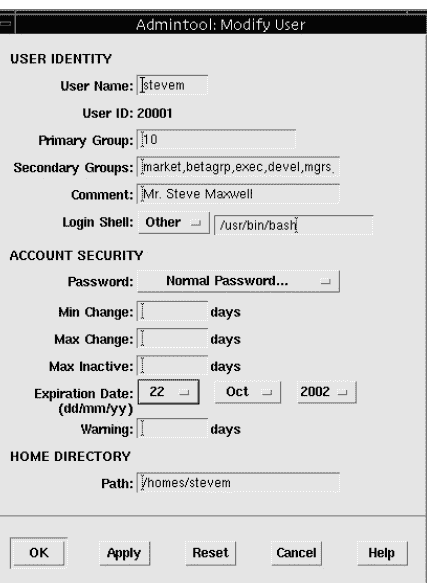 Admintool: Modify User
USER IDENTITY
User Name: stevem
User ID: 20001
Primary Group: 10
Secondary Groups: market,betagrp,exec,devel,mgrs,
Comment: Mr. Steve Maxwell
Login Shell: Other /usr/bin/bash
ACCOUNT SECURITY
Password: Normal Password...
Min Change: days
Max Change: days
Max Inactive: days
Expiration Date: 22 Oct 2002
(dd/mm/yy)
Warning: days
HOME DIRECTORY
Path: /homes/stevem
OK Apply Reset Cancel Help